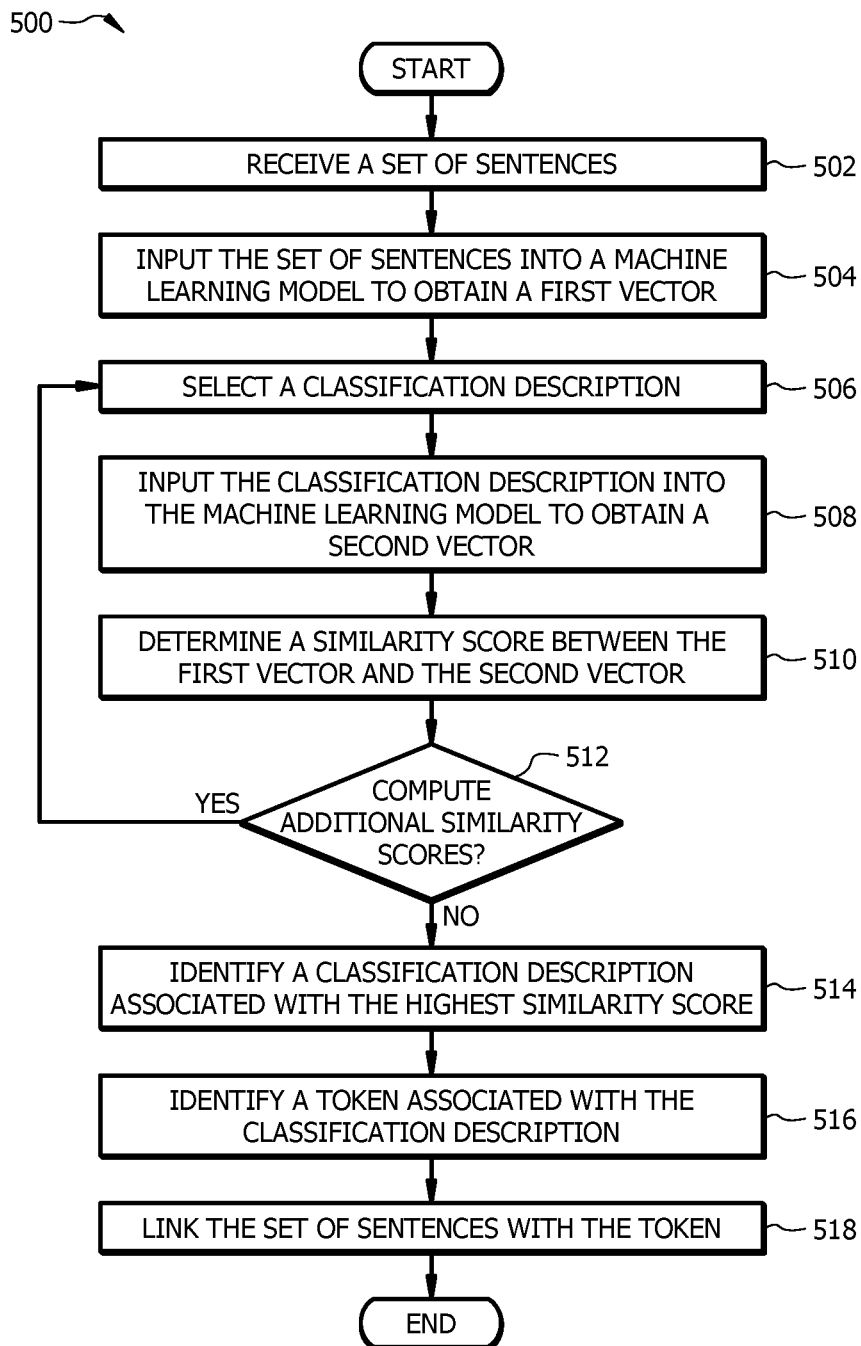 500
START
RECEIVE A SET OF SENTENCES
502
INPUT THE SET OF SENTENCES INTO A MACHINE
LEARNING MODEL TO OBTAIN A FIRST VECTOR
504
SELECT A CLASSIFICATION DESCRIPTION
506
INPUT THE CLASSIFICATION DESCRIPTION INTO
THE MACHINE LEARNING MODEL TO OBTAIN A
SECOND VECTOR
508
DETERMINE A SIMILARITY SCORE BETWEEN THE
FIRST VECTOR AND THE SECOND VECTOR
510
512
COMPUTE
ADDITIONAL SIMILARITY
SCORES?
YES
NO
IDENTIFY A CLASSIFICATION DESCRIPTION
ASSOCIATED WITH THE HIGHEST SIMILARITY SCORE
514
IDENTIFY A TOKEN ASSOCIATED WITH THE
CLASSIFICATION DESCRIPTION
516
LINK THE SET OF SENTENCES WITH THE TOKEN
518
END